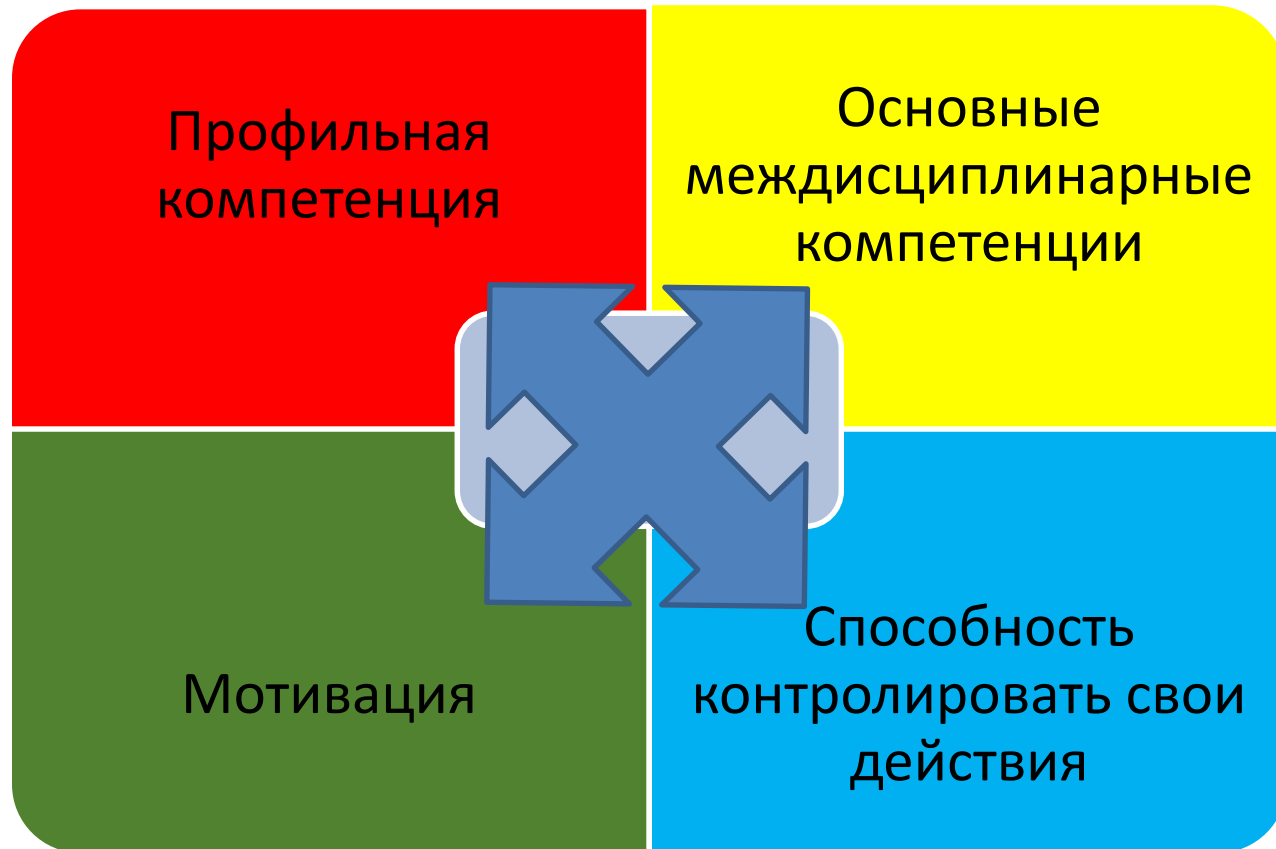 Профильная
компетенция
Основные
междисциплинарные
компетенции
Мотивация
Способность
контролировать свои
действия